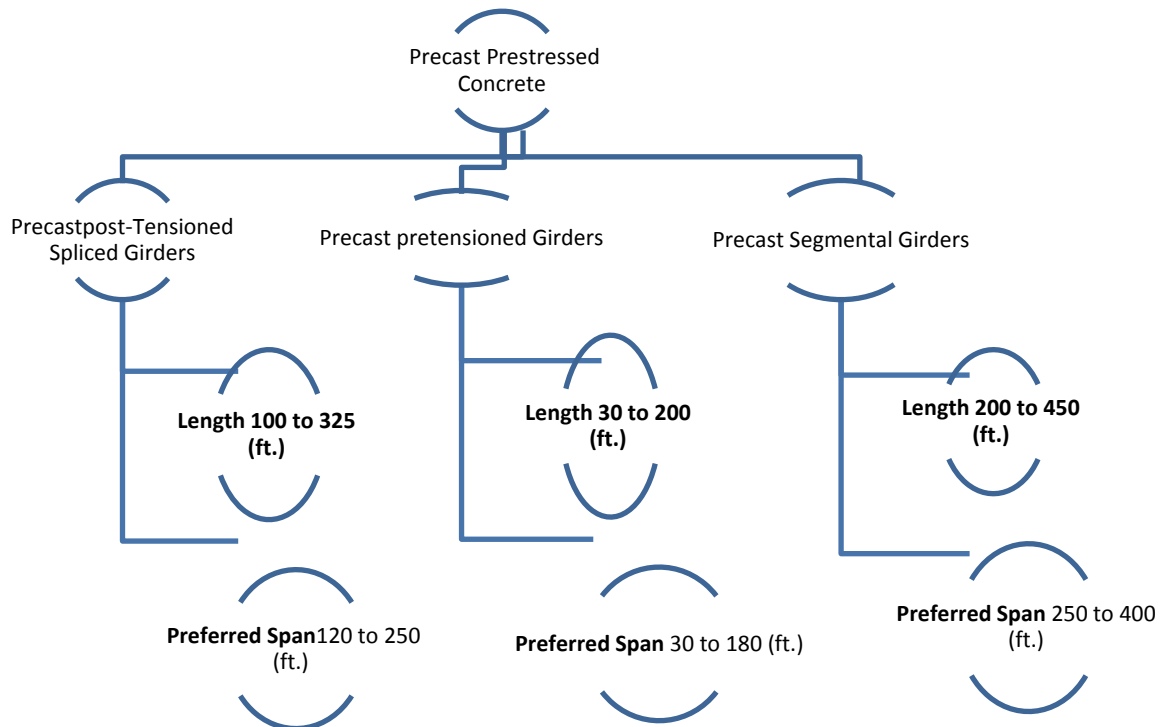 Precast Prestressed
Concrete
Precastpost-Tensioned
Spliced Girders
Precast pretensioned Girders
Precast Segmental Girders
Length 100 to 325
(ft.)
Length 30 to 200
(ft.)
Length 200 to 450
(ft.)
Preferred Span120 to 250
(ft.)
Preferred Span 30 to 180 (ft.)
Preferred Span 250 to 400
(ft.)